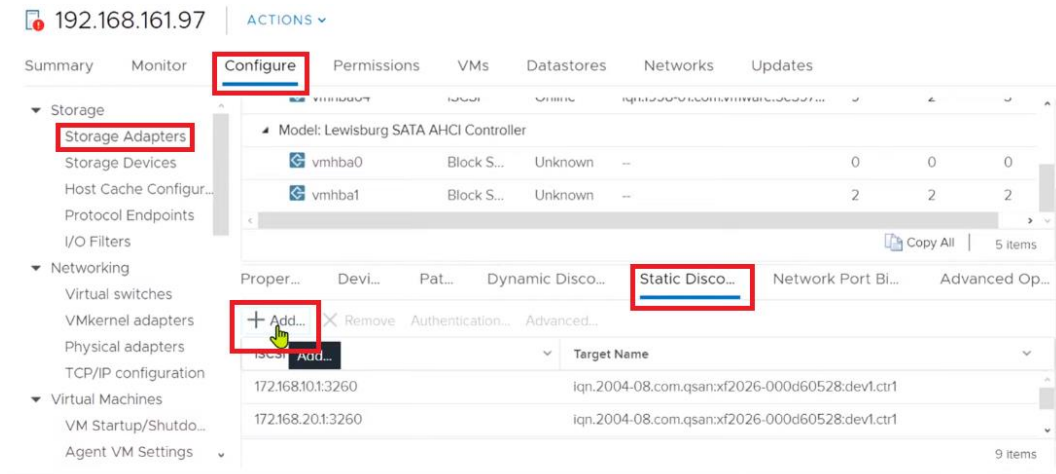 192.168.161.97 ACTIONS
Summary Monitor Configure Permissions VMs Datastores Networks Updates
Storage
Storage Adapters
Storage Devices
Host Cache Configur...
Protocol Endpoints
I/O Filters
Networking
Virtual switches
VMkernel adapters
Physical adapters
TCP/IP configuration
Virtual Machines
VM Startup/Shutdo...
Agent VM Settings
Model: Lewisburg SATA AHCI Controller
vmhba0 Block S... Unknown -- 0 0 0
vmhba1 Block S... Unknown -- 2 2 2
Copy All 5 items
Proper... Devi... Pat... Dynamic Disco... Static Disco... Network Port Bi... Advanced Op...
+ Add... Remove Authentication... Advanced...
Add... Target Name
172.168.10.1:3260 iqn.2004-08.com.qsan:xf2026-000d60528:dev1.ctr1
172.168.20.1:3260 iqn.2004-08.com.qsan:xf2026-000d60528:dev1.ctr1
9 items